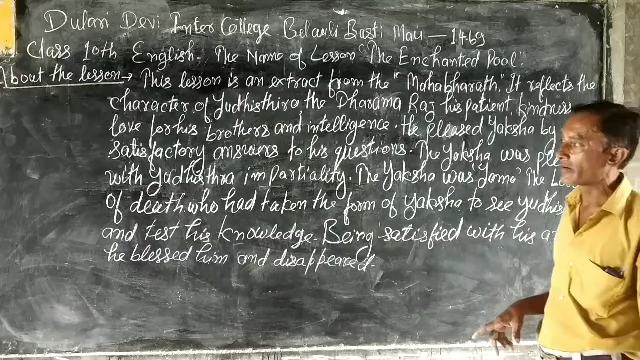 Dulari Devi Inter College Belauli Basti Mau — 1469
Class 10th English. The Name of Lesson "The Enchanted Pool".
About the lesson → This lesson is an extract from the "Mahabharath." It reflects the
character of Yudhisthira the Dharama Raj his patient kindness
love for his brothers and intelligence. He pleased Yaksha by
satisfactory answers to his questions. The Yaksha was
with Yudhisthra impartiality. The Yaksha was Yama The
of death who had taken the form of Yaksha to see
and test his knowledge. Being satisfied with his
he blessed him and disappeared.